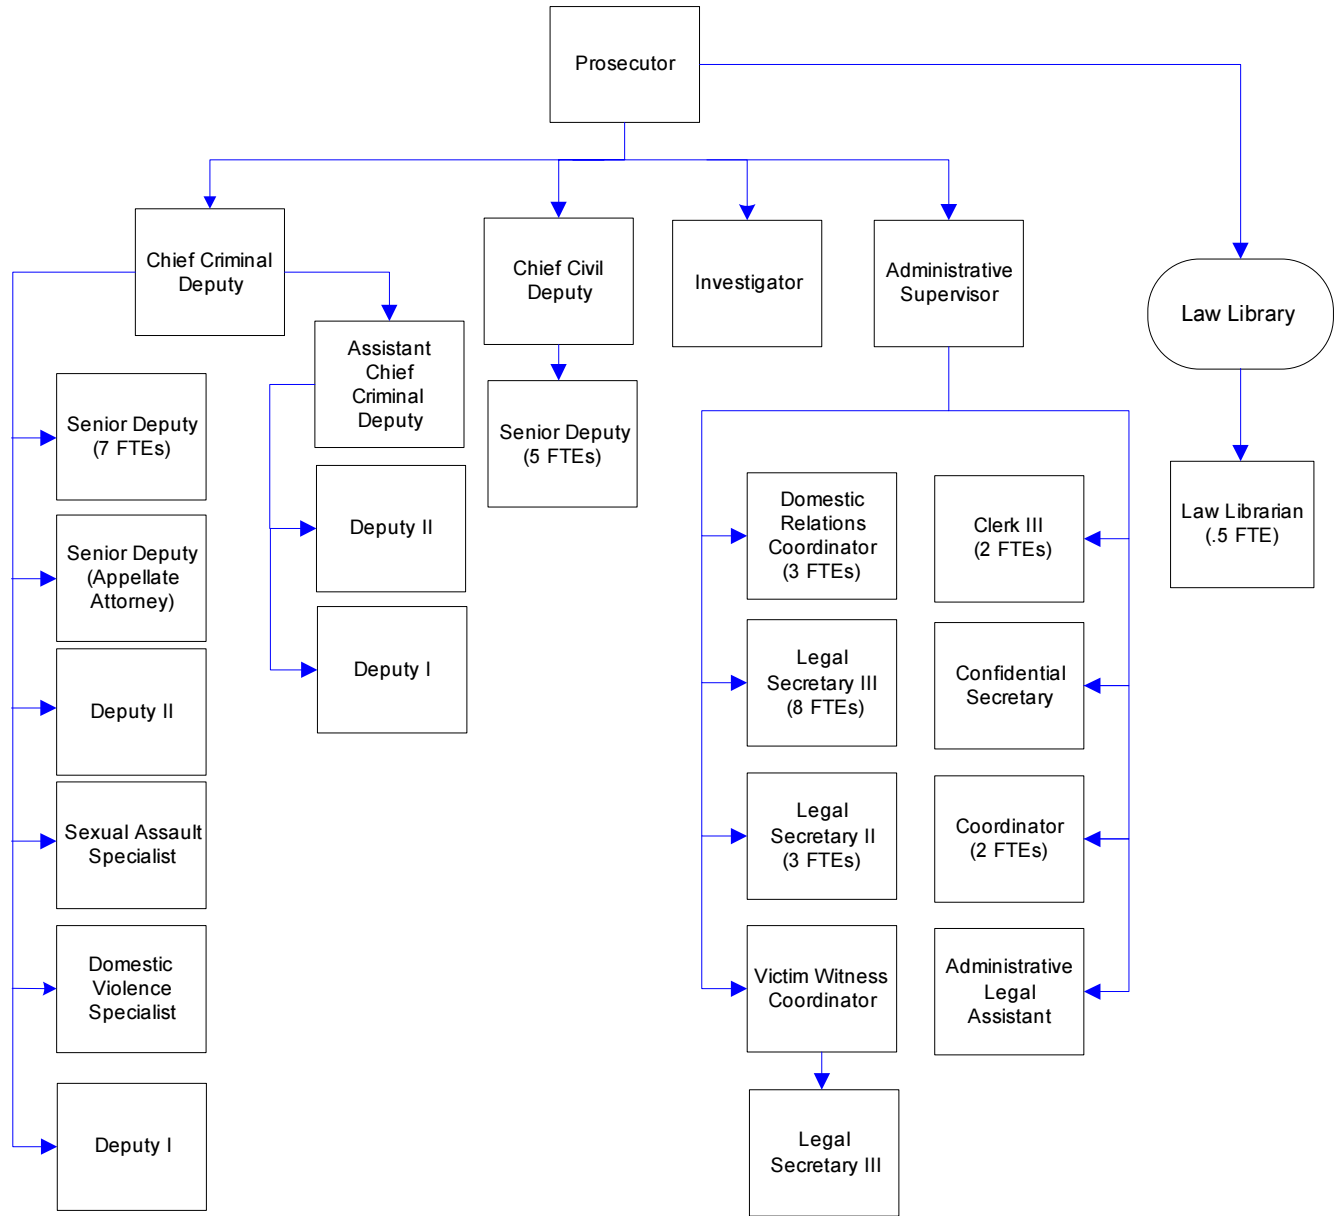 Prosecutor
Chief Criminal
Deputy
Chief Civil
Deputy
Investigator
Administrative
Supervisor
Law Library
Assistant
Chief
Criminal
Deputy
Senior Deputy
(7 FTEs)
Senior Deputy
(5 FTEs)
Senior Deputy
(Appellate
Attorney)
Deputy II
Deputy II
Deputy I
Sexual Assault
Specialist
Domestic
Violence
Specialist
Deputy I
Domestic
Relations
Coordinator
(3 FTEs)
Clerk III
(2 FTEs)
Law Librarian
(.5 FTE)
Legal
Secretary III
(8 FTEs)
Confidential
Secretary
Legal
Secretary II
(3 FTEs)
Coordinator
(2 FTEs)
Victim Witness
Coordinator
Administrative
Legal
Assistant
Legal
Secretary III